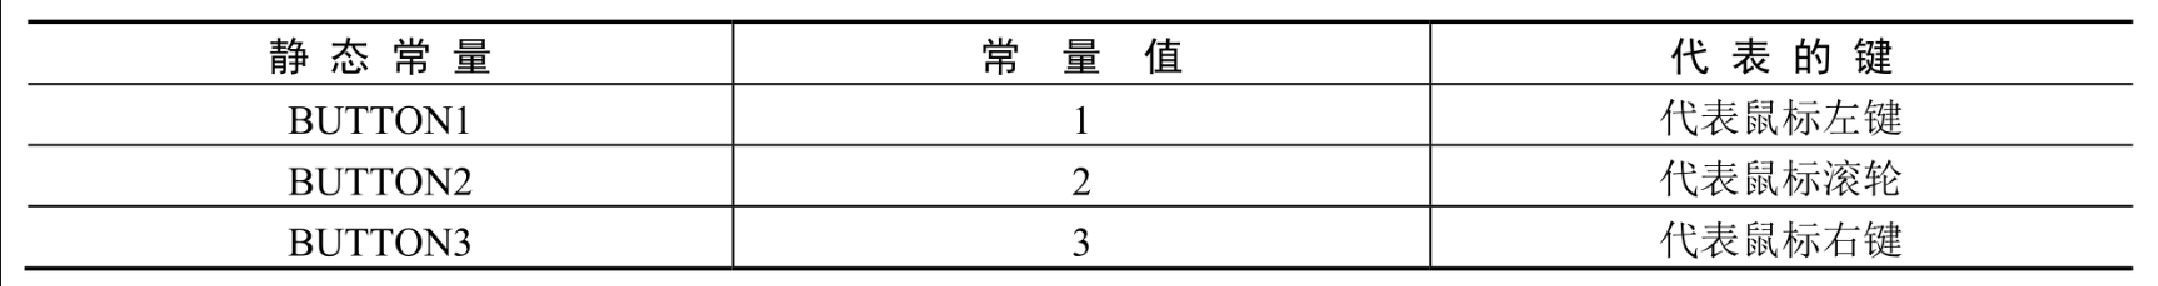 静态常量 常量值 代表的键
BUTTON1 1 代表鼠标左键
BUTTON2 2 代表鼠标滚轮
BUTTON3 3 代表鼠标右键